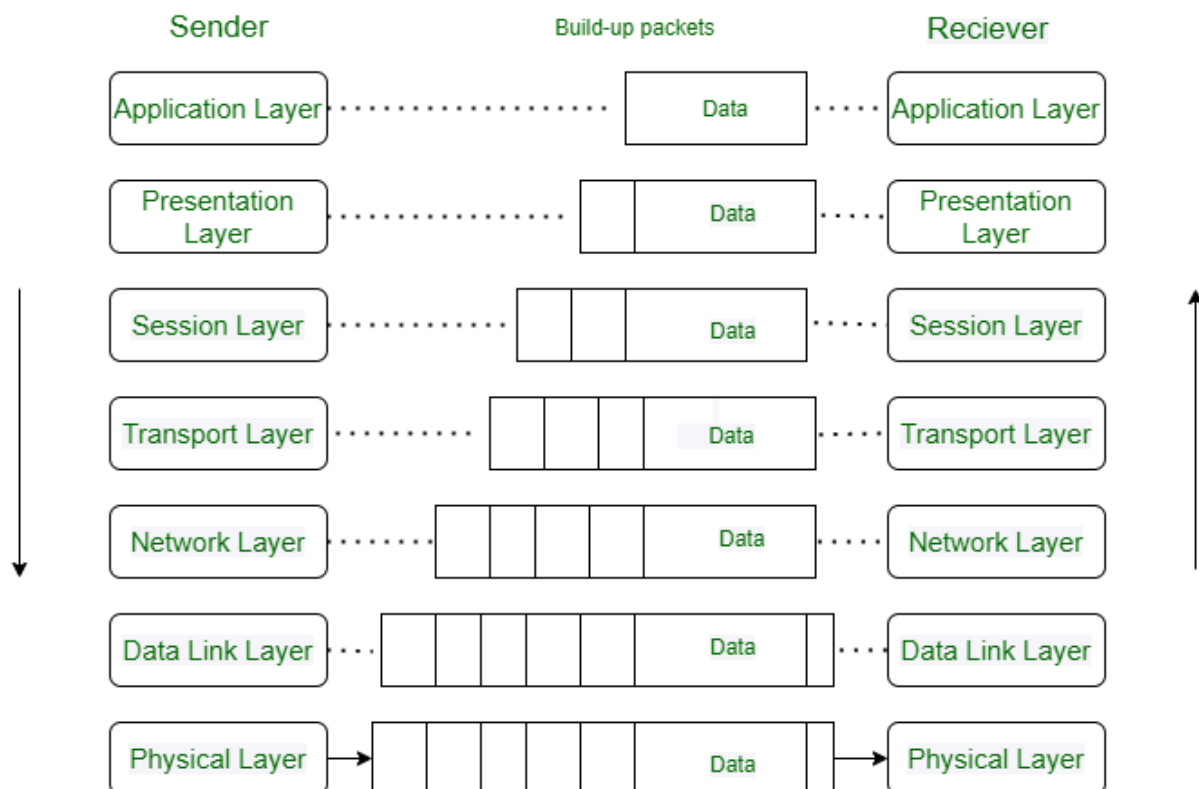 Sender
Build-up packets
Reciever
Application Layer
Data
Application Layer
Presentation
Layer
Data
Presentation
Layer
Session Layer
Data
Session Layer
Transport Layer
Data
Transport Layer
Network Layer
Data
Network Layer
Data Link Layer
Data
Data Link Layer
Physical Layer
Data
Physical Layer